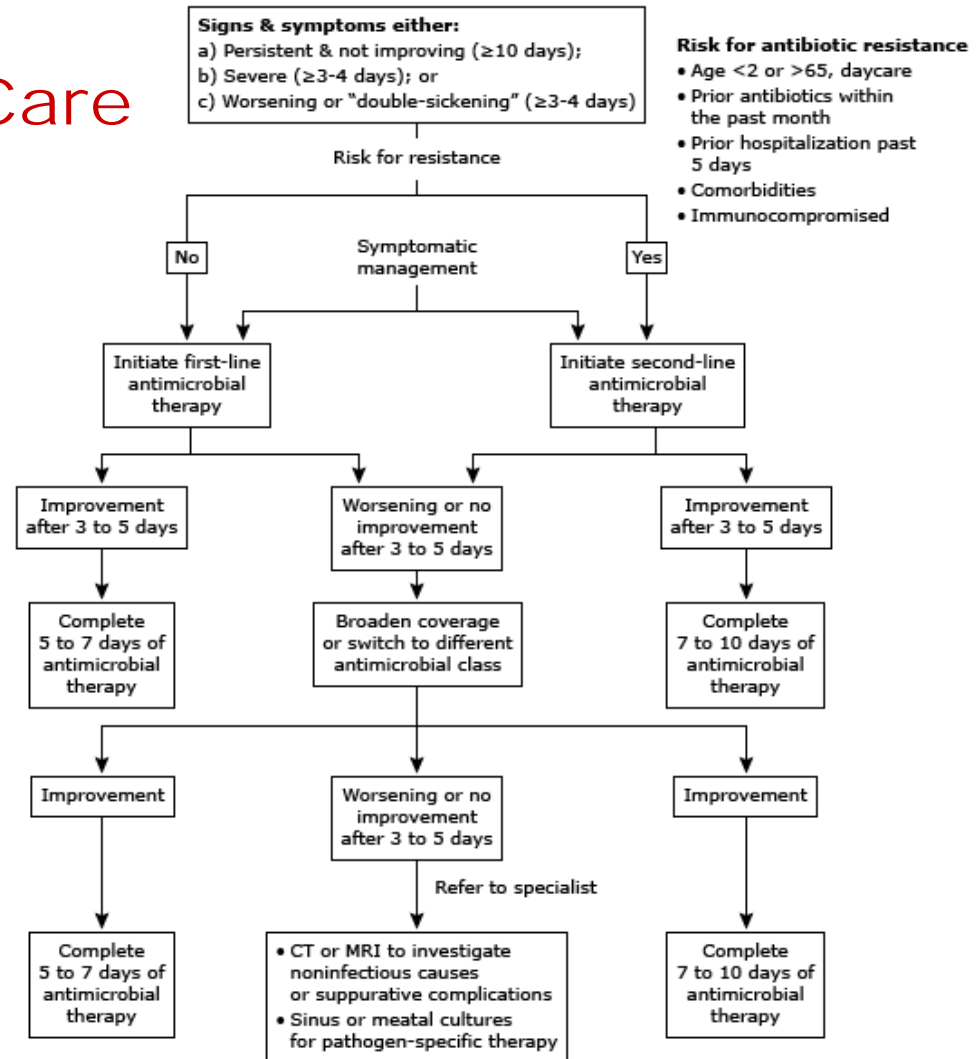 Care
Signs & symptoms either:
a) Persistent & not improving (≥10 days);
b) Severe (≥3-4 days); or
c) Worsening or “double-sickening” (≥3-4 days)
Risk for antibiotic resistance
• Age <2 or >65, daycare
• Prior antibiotics within
the past month
• Prior hospitalization past
5 days
• Comorbidities
• Immunocompromised
Risk for resistance
No
Symptomatic
management
Yes
Initiate first-line
antimicrobial
therapy
Initiate second-line
antimicrobial
therapy
Improvement
after 3 to 5 days
Worsening or no
improvement
after 3 to 5 days
Improvement
after 3 to 5 days
Complete
5 to 7 days of
antimicrobial
therapy
Broaden coverage
or switch to different
antimicrobial class
Complete
7 to 10 days of
antimicrobial
therapy
Improvement
Worsening or no
improvement
after 3 to 5 days
Improvement
Refer to specialist
Complete
5 to 7 days of
antimicrobial
therapy
• CT or MRI to investigate
noninfectious causes
or suppurative complications
• Sinus or meatal cultures
for pathogen-specific therapy
Complete
7 to 10 days of
antimicrobial
therapy